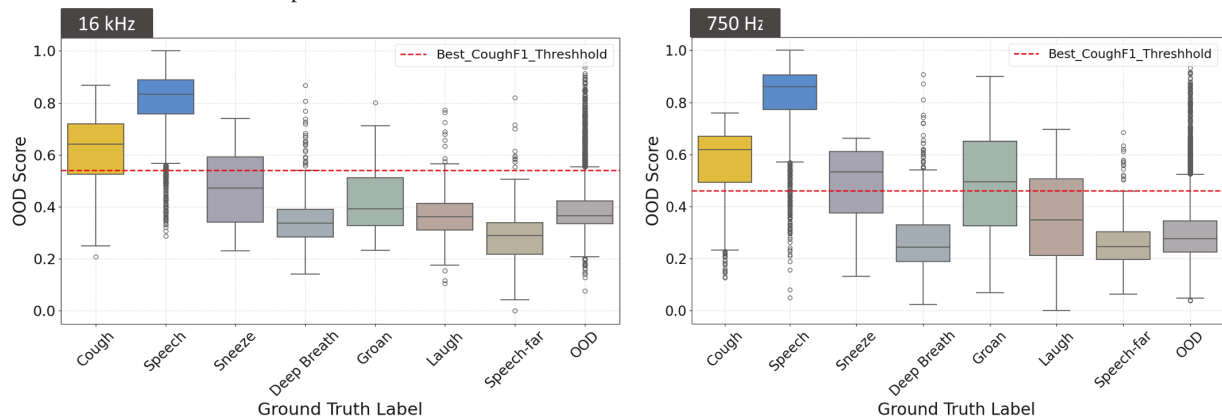 16 kHz
Best_CoughF1_Threshhold
1.0
0.8
0.6
0.4
0.2
0.0
OOD Score
Cough
Speech
Sneeze
Deep Breath
Groan
Laugh
Speech-far
OOD
Ground Truth Label
750 Hz
Best_CoughF1_Threshhold
1.0
0.8
0.6
0.4
0.2
0.0
OOD Score
Cough
Speech
Sneeze
Deep Breath
Groan
Laugh
Speech-far
OOD
Ground Truth Label